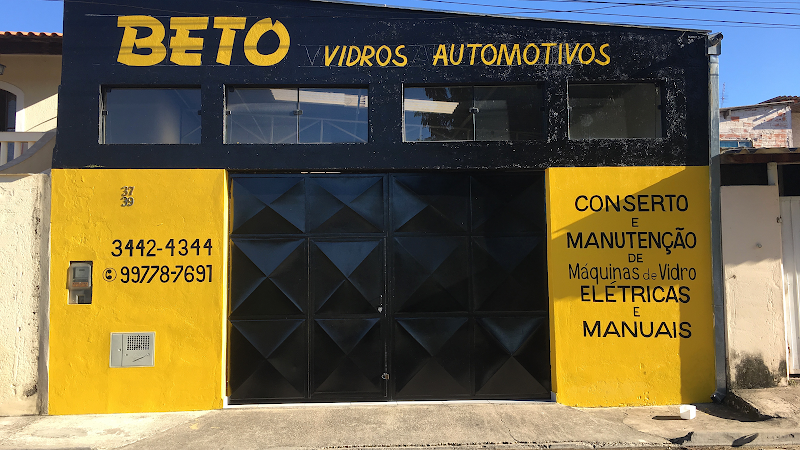 BETO VIDROS AUTOMOTIVOS
37
39
3442-4344
99778-7691
CONSERTO
E
MANUTENÇÃO
DE
Máquinas de Vidro
ELÉTRICAS
E
MANUAIS